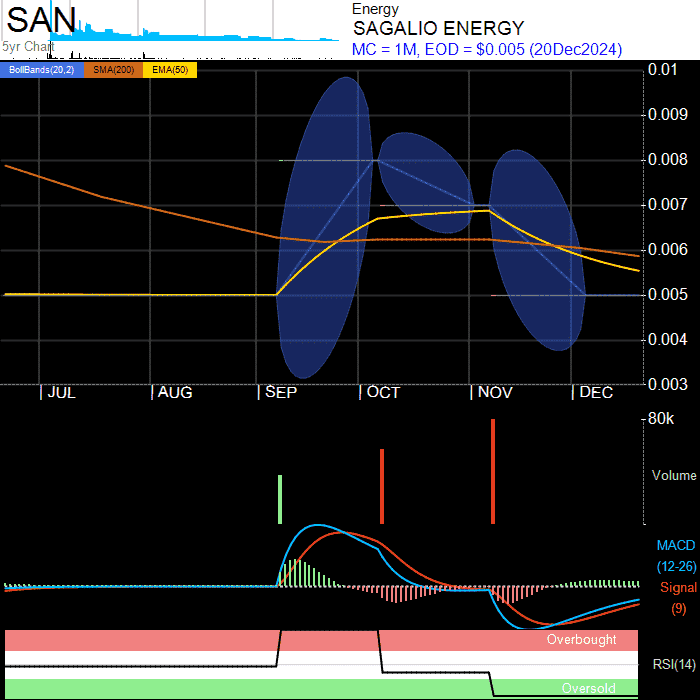 SAN
5yr Chart
Energy
SAGALIO ENERGY
MC = 1M, EOD = $0.005 (20Dec2024)
BollBands(20,2) SMA(200) EMA(50)
0.01
0.009
0.008
0.007
0.006
0.005
0.004
0.003
JUL AUG SEP OCT NOV DEC
80k
Volume
MACD
(12-26)
Signal
(9)
Overbought
RSI(14)
Oversold